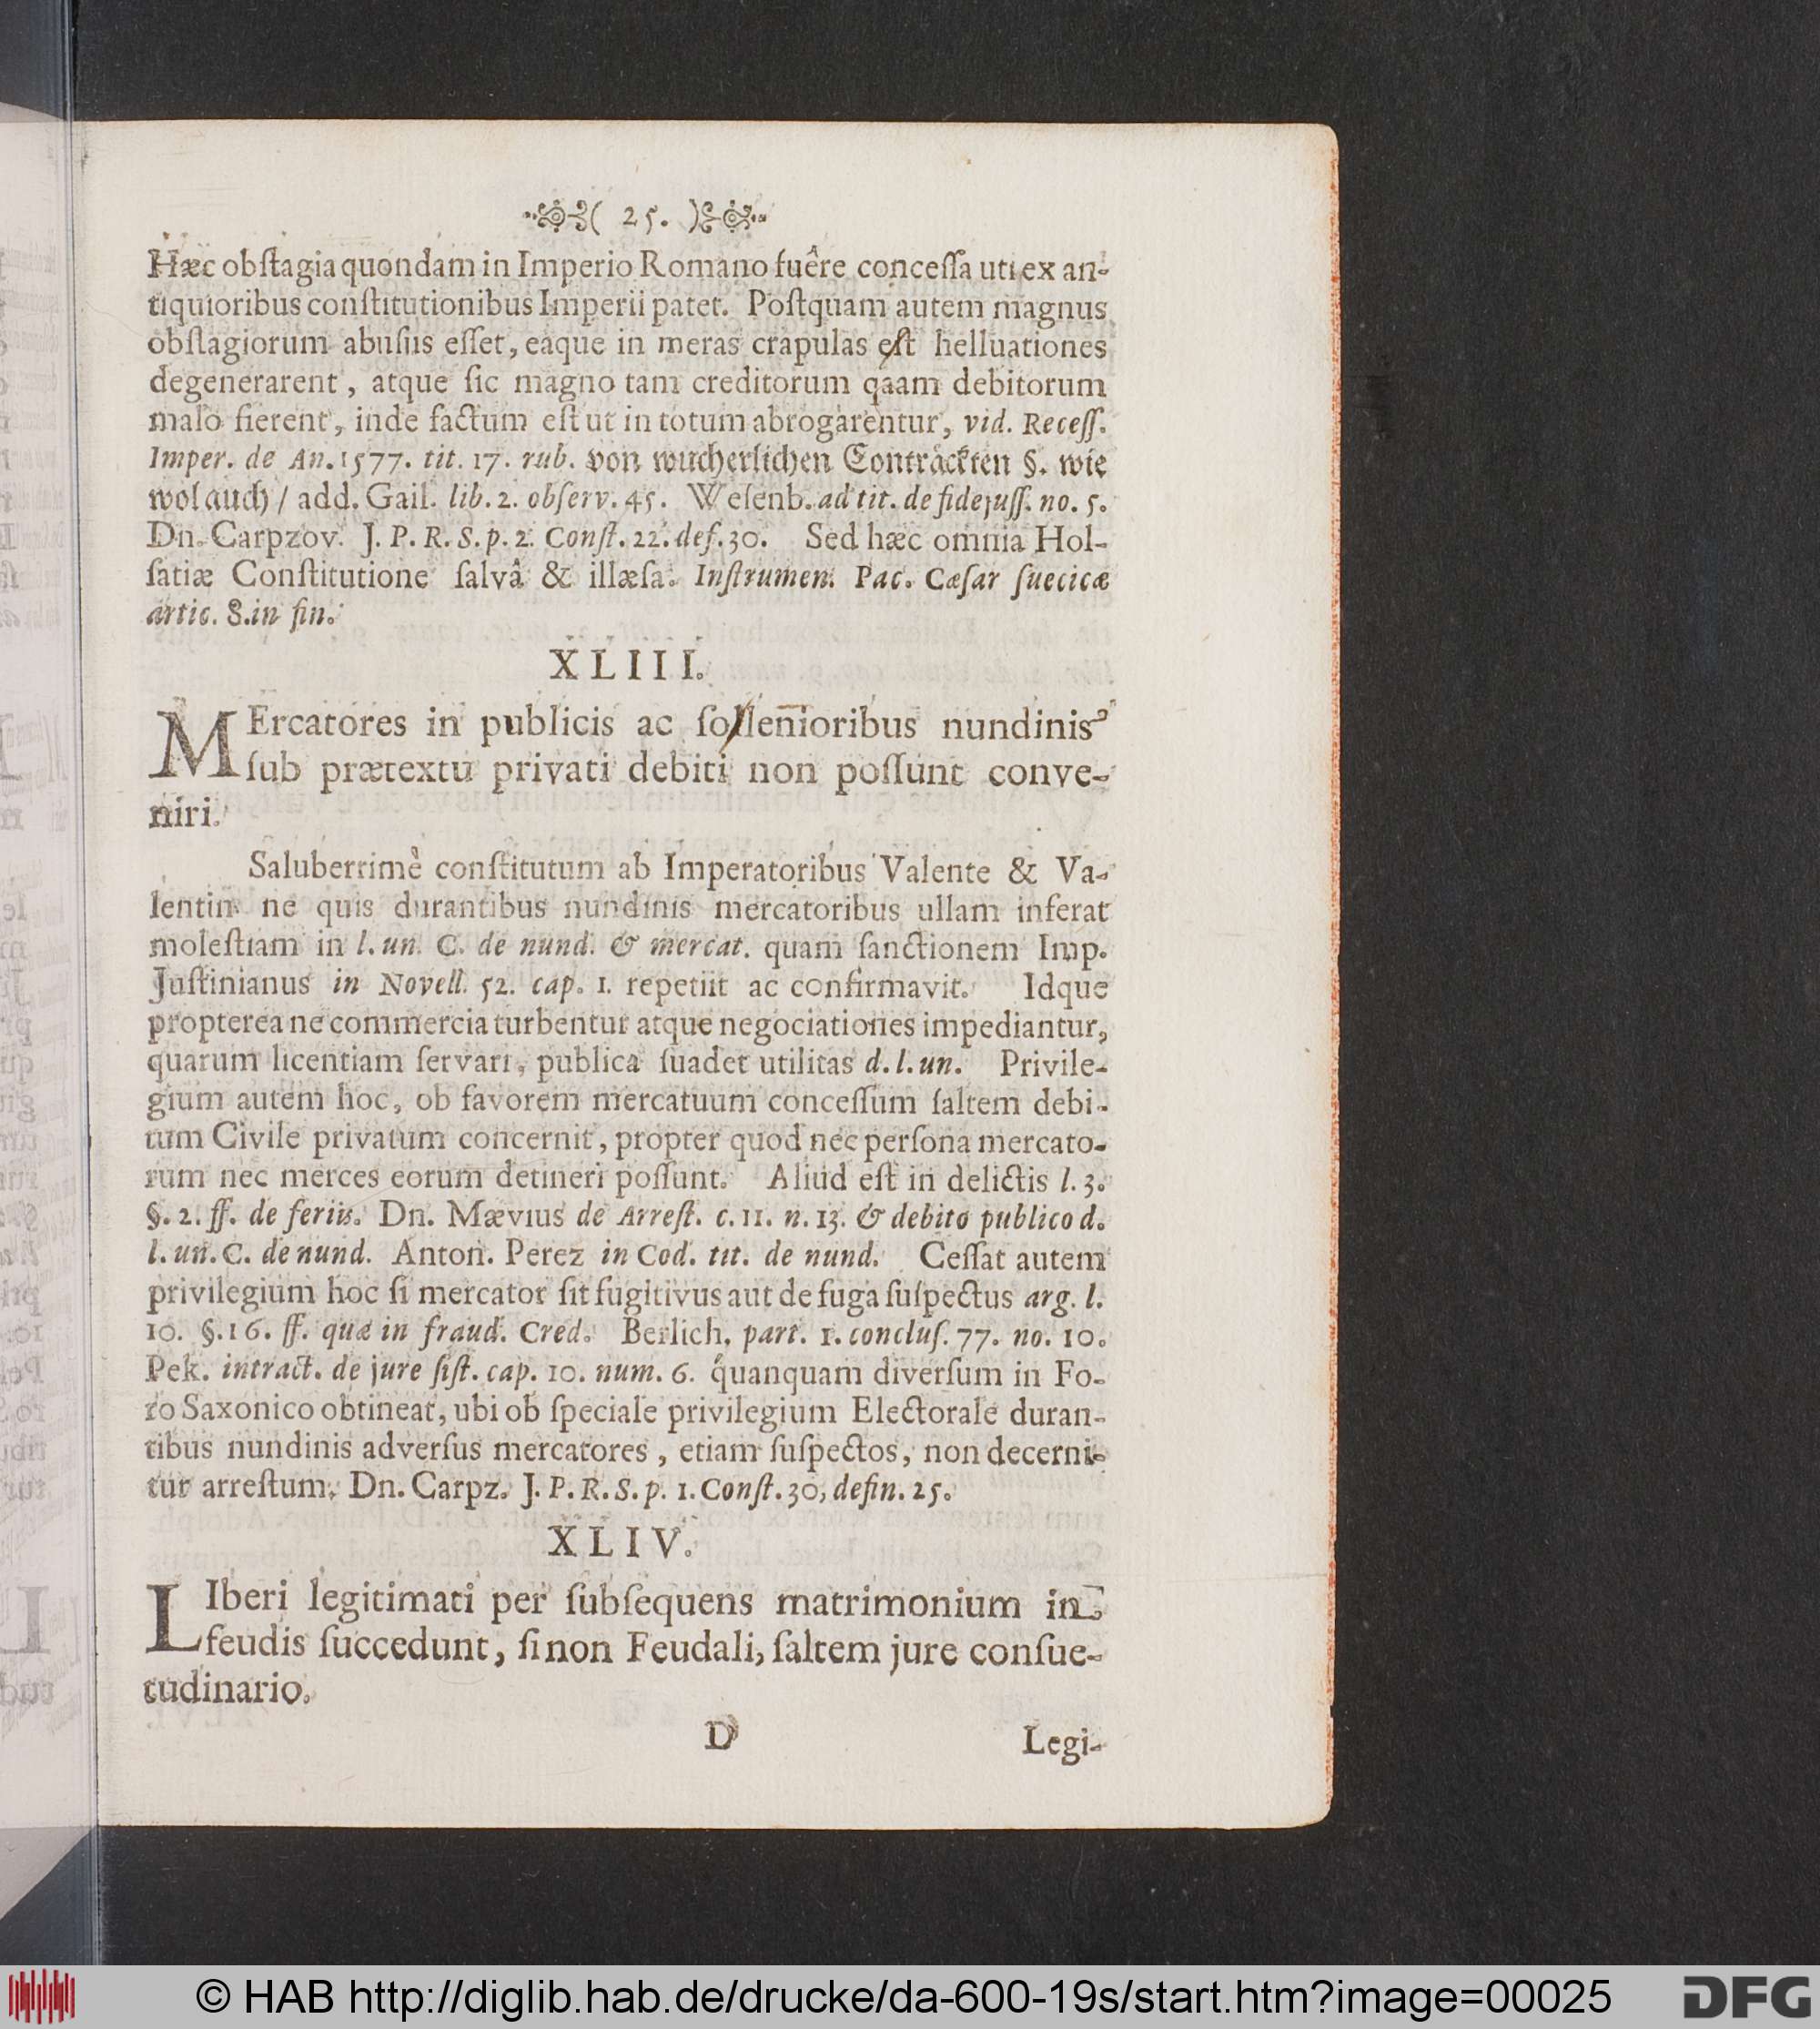 ( 25. )
Hæc obſtagia quondam in Imperio Romano fuêre conceſſa uti ex an-
tiquioribus conſtitutionibus Imperii patet. Poſtquam autem magnus
obſtagiorum abuſus eſſet, eaque in meras crapulas eſt helluationes
degenerarent, atque ſic magno tam creditorum qaam debitorum
malo fierent, inde factum eſt ut in totum abrogarentur, vid. Receſſ.
Imper. de An. 1577. tit. 17. rub. von wucherlichen Conträckten §. wie
wol auch / add. Gail. lib. 2. obſerv. 45. Weſenb. ad tit. de fidejuſſ. no. 5.
Dn. Carpzov. J. P. R. S. p. 2. Conſt. 22. def. 30. Sed hæc omnia Hol-
ſatiæ Conſtitutione ſalvâ & illæſa. Inſtrumen. Pac. Cæſar ſuecicæ
artic. 8. in fin.
XLIII.
MErcatores in publicis ac ſollen̄ioribus nundinis
ſub prætextu privati debiti non poſſunt conve-
niri.
Saluberrimè conſtitutum ab Imperatoribus Valente & Va-
lentin. ne quis durantibus nundinis mercatoribus ullam inferat
moleſtiam in l. un. C. de nund. & mercat. quam ſanctionem Imp.
Juſtinianus in Novell. 52. cap. 1. repetiit ac confirmavit. Idque
propterea ne commercia turbentur atque negociationes impediantur,
quarum licentiam ſervari, publica ſuadet utilitas d. l. un. Privile-
gium autem hoc, ob favorem mercatuum conceſſum ſaltem debi-
tum Civile privatum concernit, propter quod nec perſona mercato-
rum nec merces eorum detineri poſſunt. Aliud eſt in delictis l. 3.
§. 2. ff. de feriis. Dn. Mævius de Arreſt. c. 11. n. 13. & debito publico d.
l. un. C. de nund. Anton. Perez in Cod. tit. de nund. Ceſſat autem
privilegium hoc ſi mercator ſit fugitivus aut de fuga ſuſpectus arg. l.
10. §. 16. ff. quæ in fraud. Cred. Berlich. part. 1. concluſ. 77. no. 10.
Pek. in tract. de jure ſiſt. cap. 10. num. 6. quanquam diverſum in Fo-
ro Saxonico obtineat, ubi ob ſpeciale privilegium Electorale duran-
tibus nundinis adverſus mercatores, etiam ſuſpectos, non decerni-
tur arreſtum. Dn. Carpz. J. P. R. S. p. 1. Conſt. 30, defin. 25.
XLIV.
LIberi legitimati per ſubſequens matrimonium in
feudis ſuccedunt, ſi non Feudali, ſaltem jure conſue-
tudinario.
D Legi-
© HAB http://diglib.hab.de/drucke/da-600-19s/start.htm?image=00025
DFG